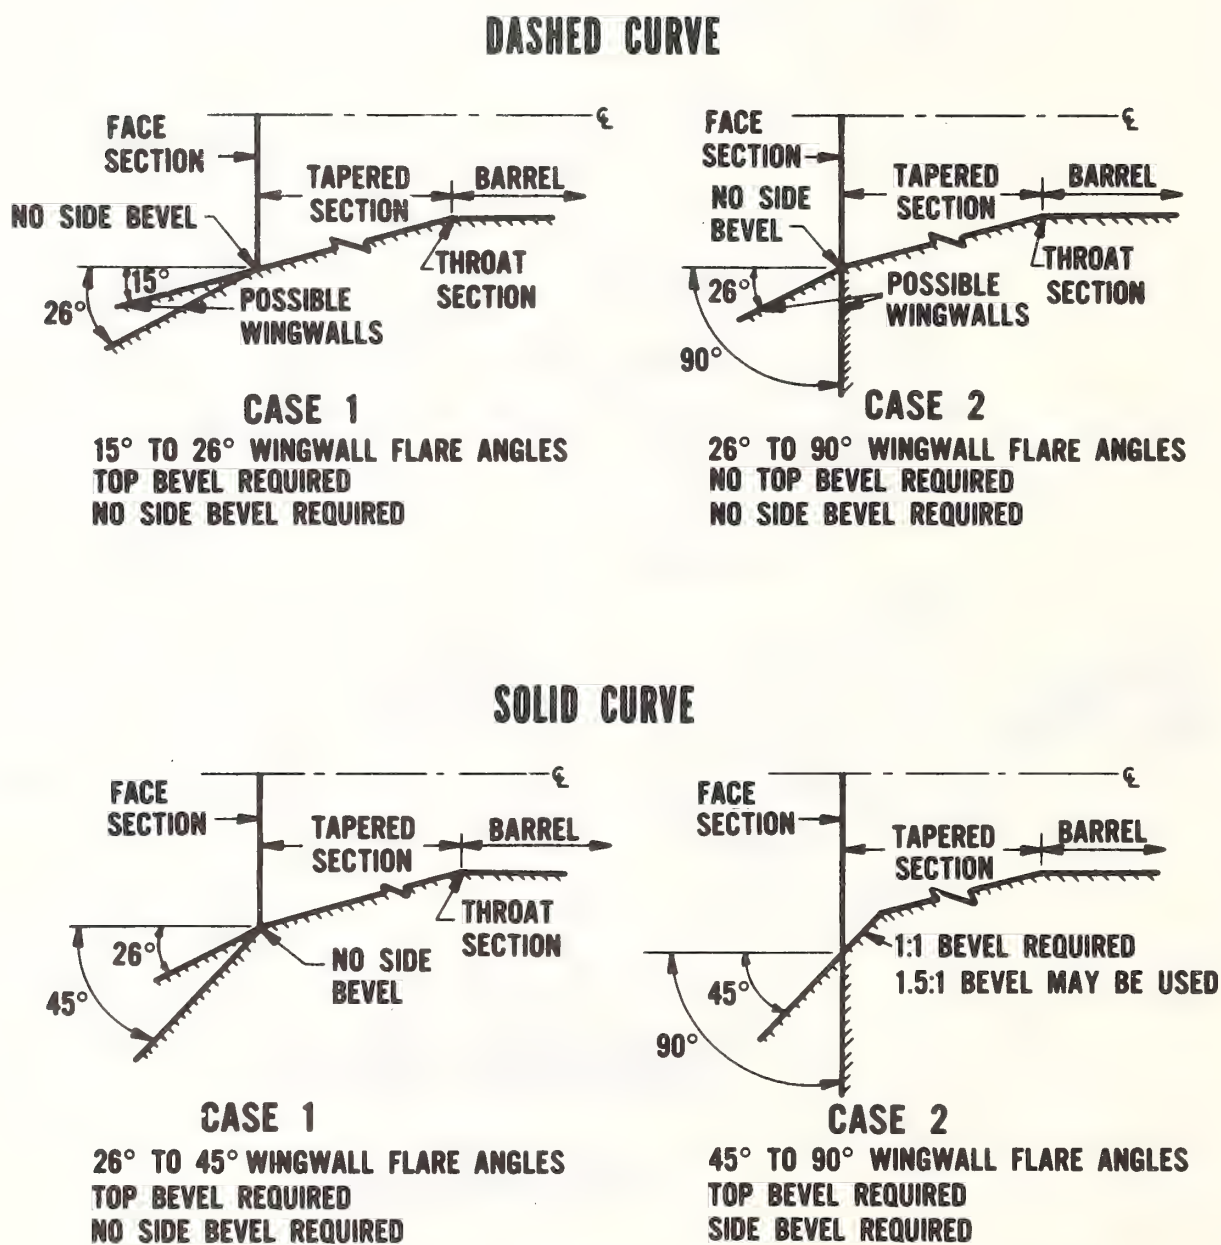 DASHED CURVE
℄
FACE
SECTION
TAPERED
SECTION
BARREL
NO SIDE BEVEL
THROAT
SECTION
15°
26°
POSSIBLE
WINGWALLS
CASE 1
15° TO 26° WINGWALL FLARE ANGLES
TOP BEVEL REQUIRED
NO SIDE BEVEL REQUIRED
℄
FACE
SECTION
TAPERED
SECTION
BARREL
NO SIDE
BEVEL
THROAT
SECTION
26°
POSSIBLE
WINGWALLS
90°
CASE 2
26° TO 90° WINGWALL FLARE ANGLES
NO TOP BEVEL REQUIRED
NO SIDE BEVEL REQUIRED
SOLID CURVE
℄
FACE
SECTION
TAPERED
SECTION
BARREL
THROAT
SECTION
26°
NO SIDE
BEVEL
45°
CASE 1
26° TO 45° WINGWALL FLARE ANGLES
TOP BEVEL REQUIRED
NO SIDE BEVEL REQUIRED
℄
FACE
SECTION
TAPERED
SECTION
BARREL
1:1 BEVEL REQUIRED
1.5:1 BEVEL MAY BE USED
45°
90°
CASE 2
45° TO 90° WINGWALL FLARE ANGLES
TOP BEVEL REQUIRED
SIDE BEVEL REQUIRED